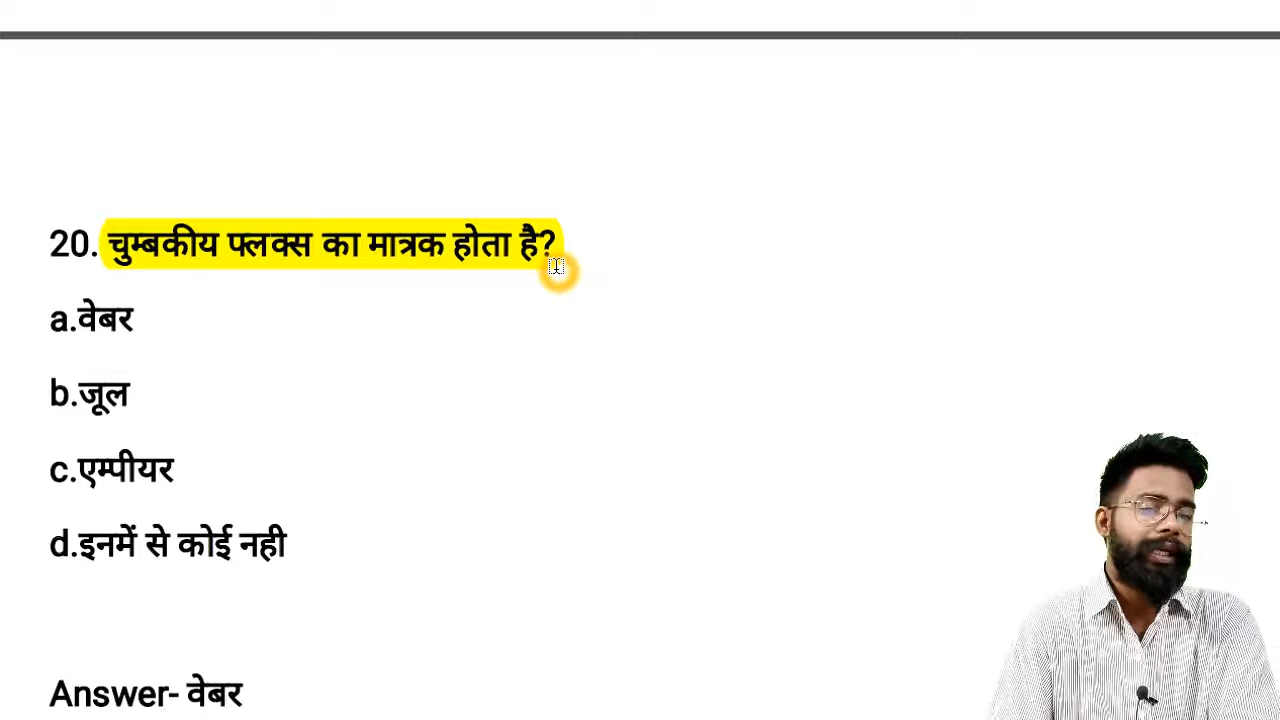 20. चुम्बकीय फ्लक्स का मात्रक होता है?
a.वेबर
b.जूल
c.एम्पीयर
d.इनमें से कोई नही
Answer- वेबर